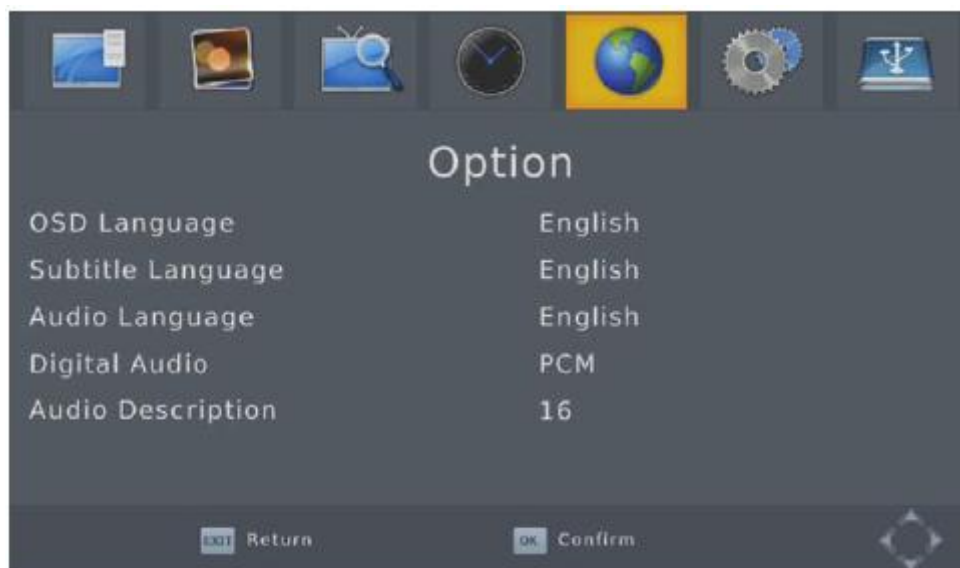 Option
OSD Language English
Subtitle Language English
Audio Language English
Digital Audio PCM
Audio Description 16
EXIT Return OK Confirm